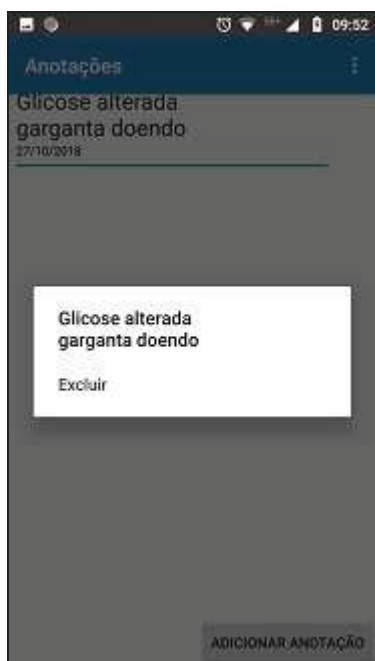 09:52
Anotações
Glicose alterada
garganta doendo
27/10/2018
Glicose alterada
garganta doendo
Excluir
ADICIONAR ANOTAÇÃO